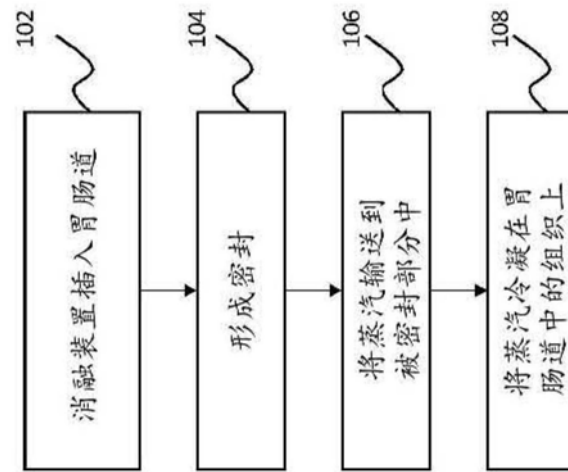 102
消融装置插入胃肠道
104
形成密封
106
将蒸汽输送到
被密封部分中
108
将蒸汽冷凝在胃
肠道中的组织上